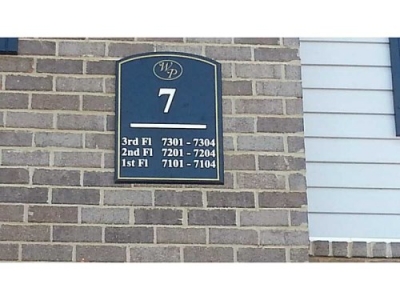 WP
7
3rd Fl 7301 - 7304
2nd Fl 7201 - 7204
1st Fl 7101 - 7104